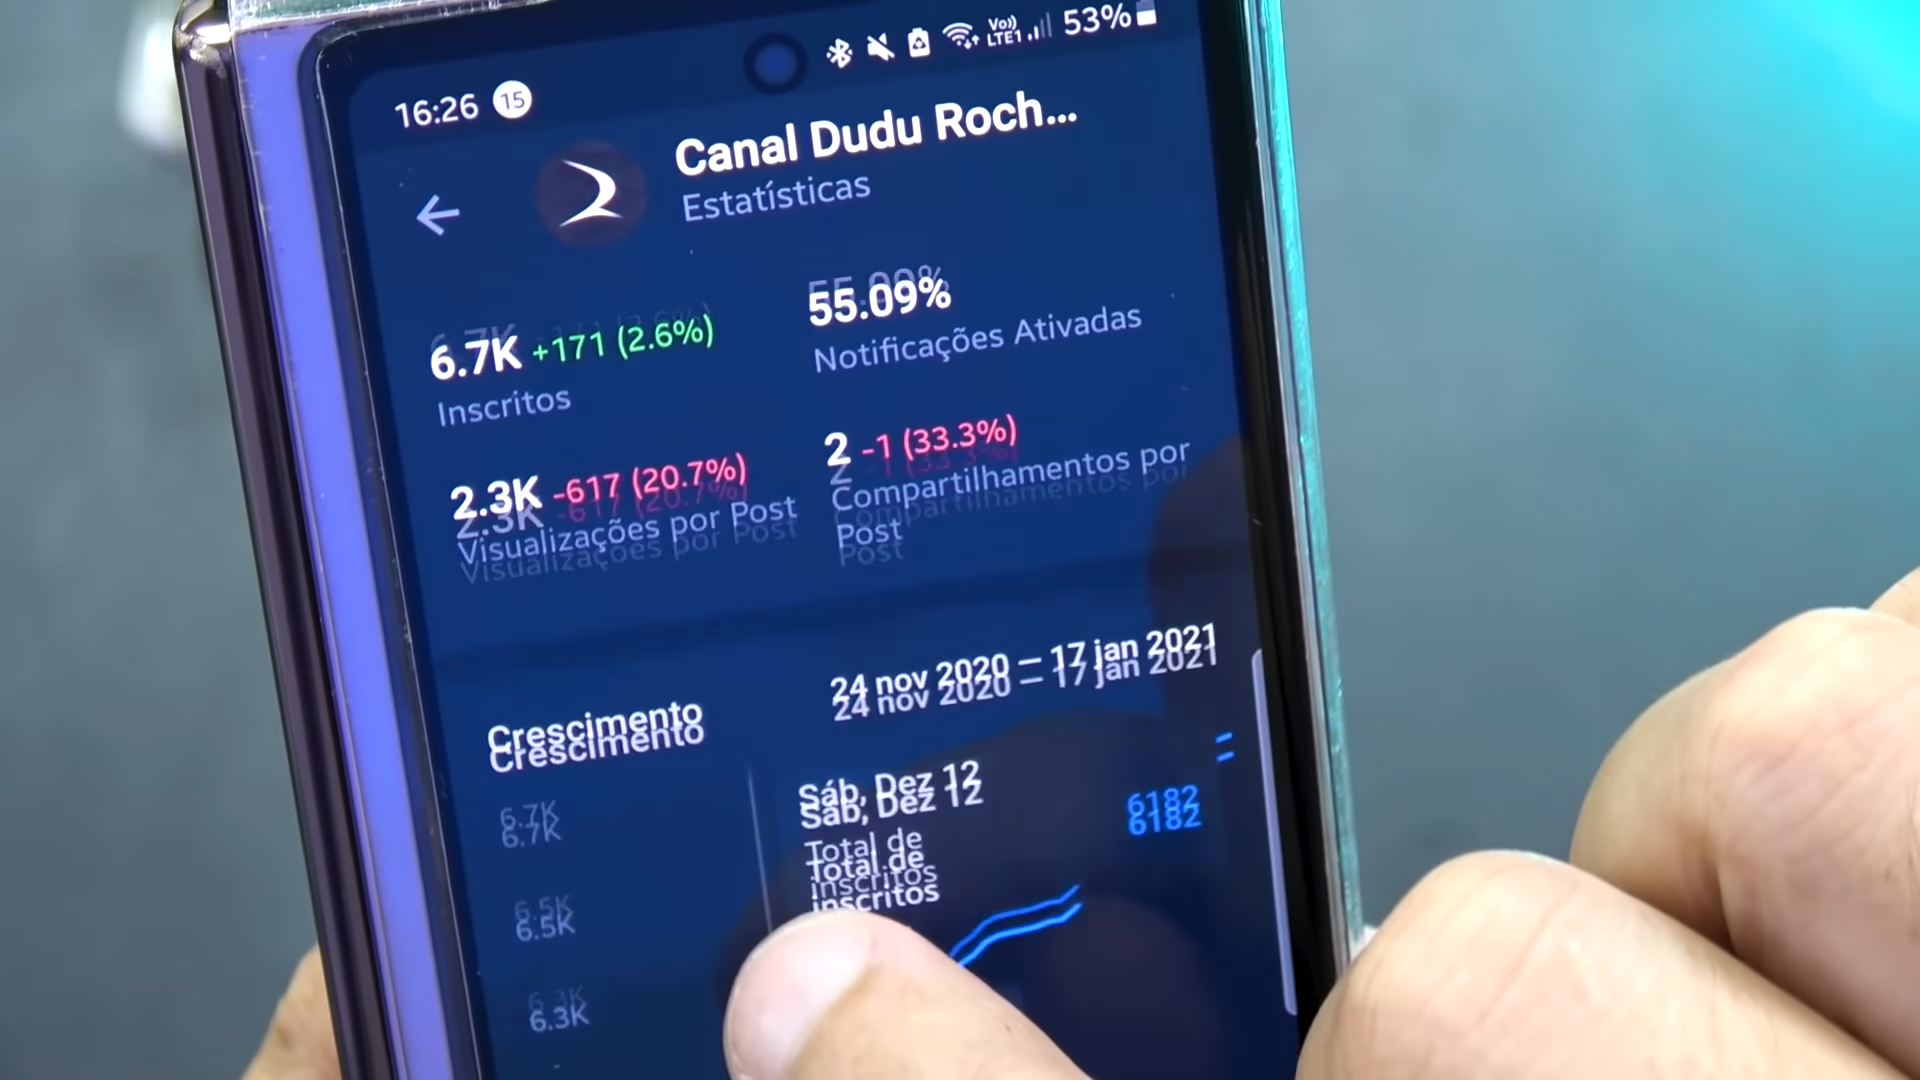 16:26 15 Vo)) LTE1 53%
Canal Dudu Roch...
Estatísticas
6.7K +171 (2.6%)
Inscritos
55.09%
Notificações Ativadas
2.3K -617 (20.7%)
Visualizações por Post
2 -1 (33.3%)
Compartilhamentos por
Post
Crescimento
24 nov 2020 – 17 jan 2021
6.7K
6.5K
6.3K
Sáb, Dez 12
Total de
inscritos
6182